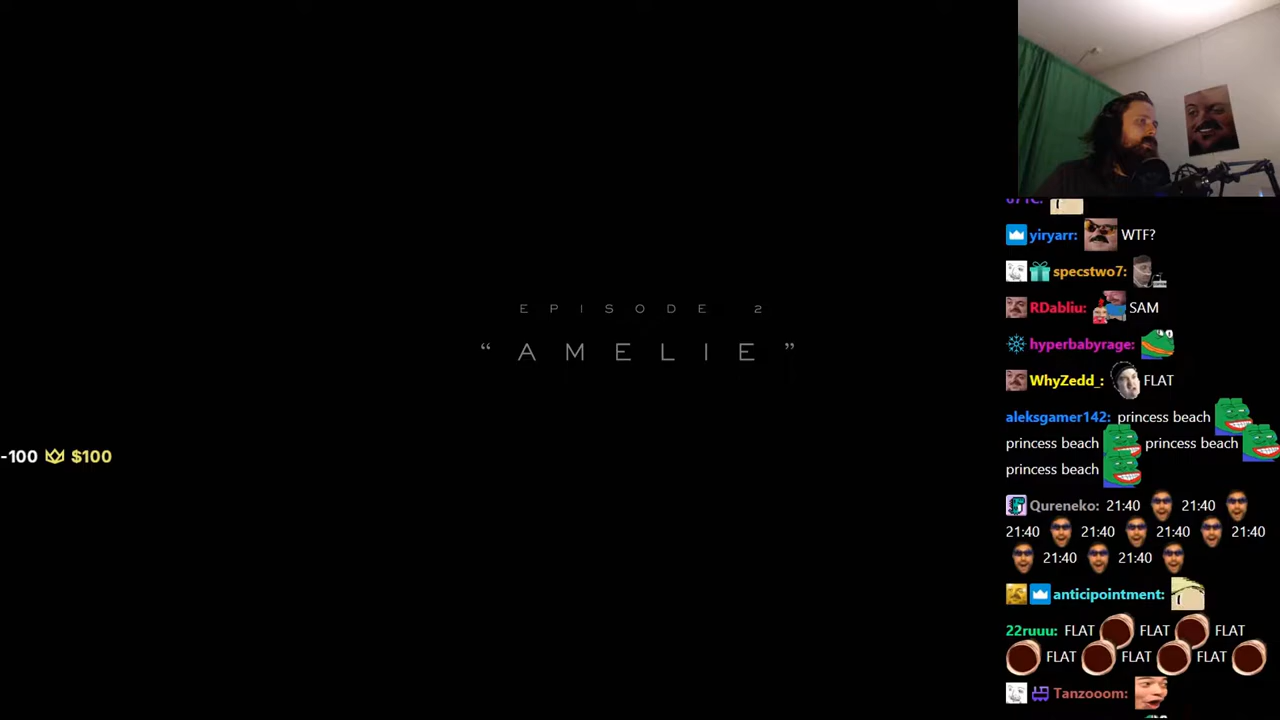 EPISODE 2
“AMELIE”
-100 $100
yiryarr: WTF?
specstwo7:
RDabliu: SAM
hyperbabyrage:
WhyZedd_: FLAT
aleksgamer142: princess beach
princess beach princess beach
princess beach
Qureneko: 21:40 21:40
21:40 21:40 21:40 21:40
21:40 21:40
anticipointment:
22ruuu: FLAT FLAT FLAT
FLAT FLAT FLAT
Tanzooom: